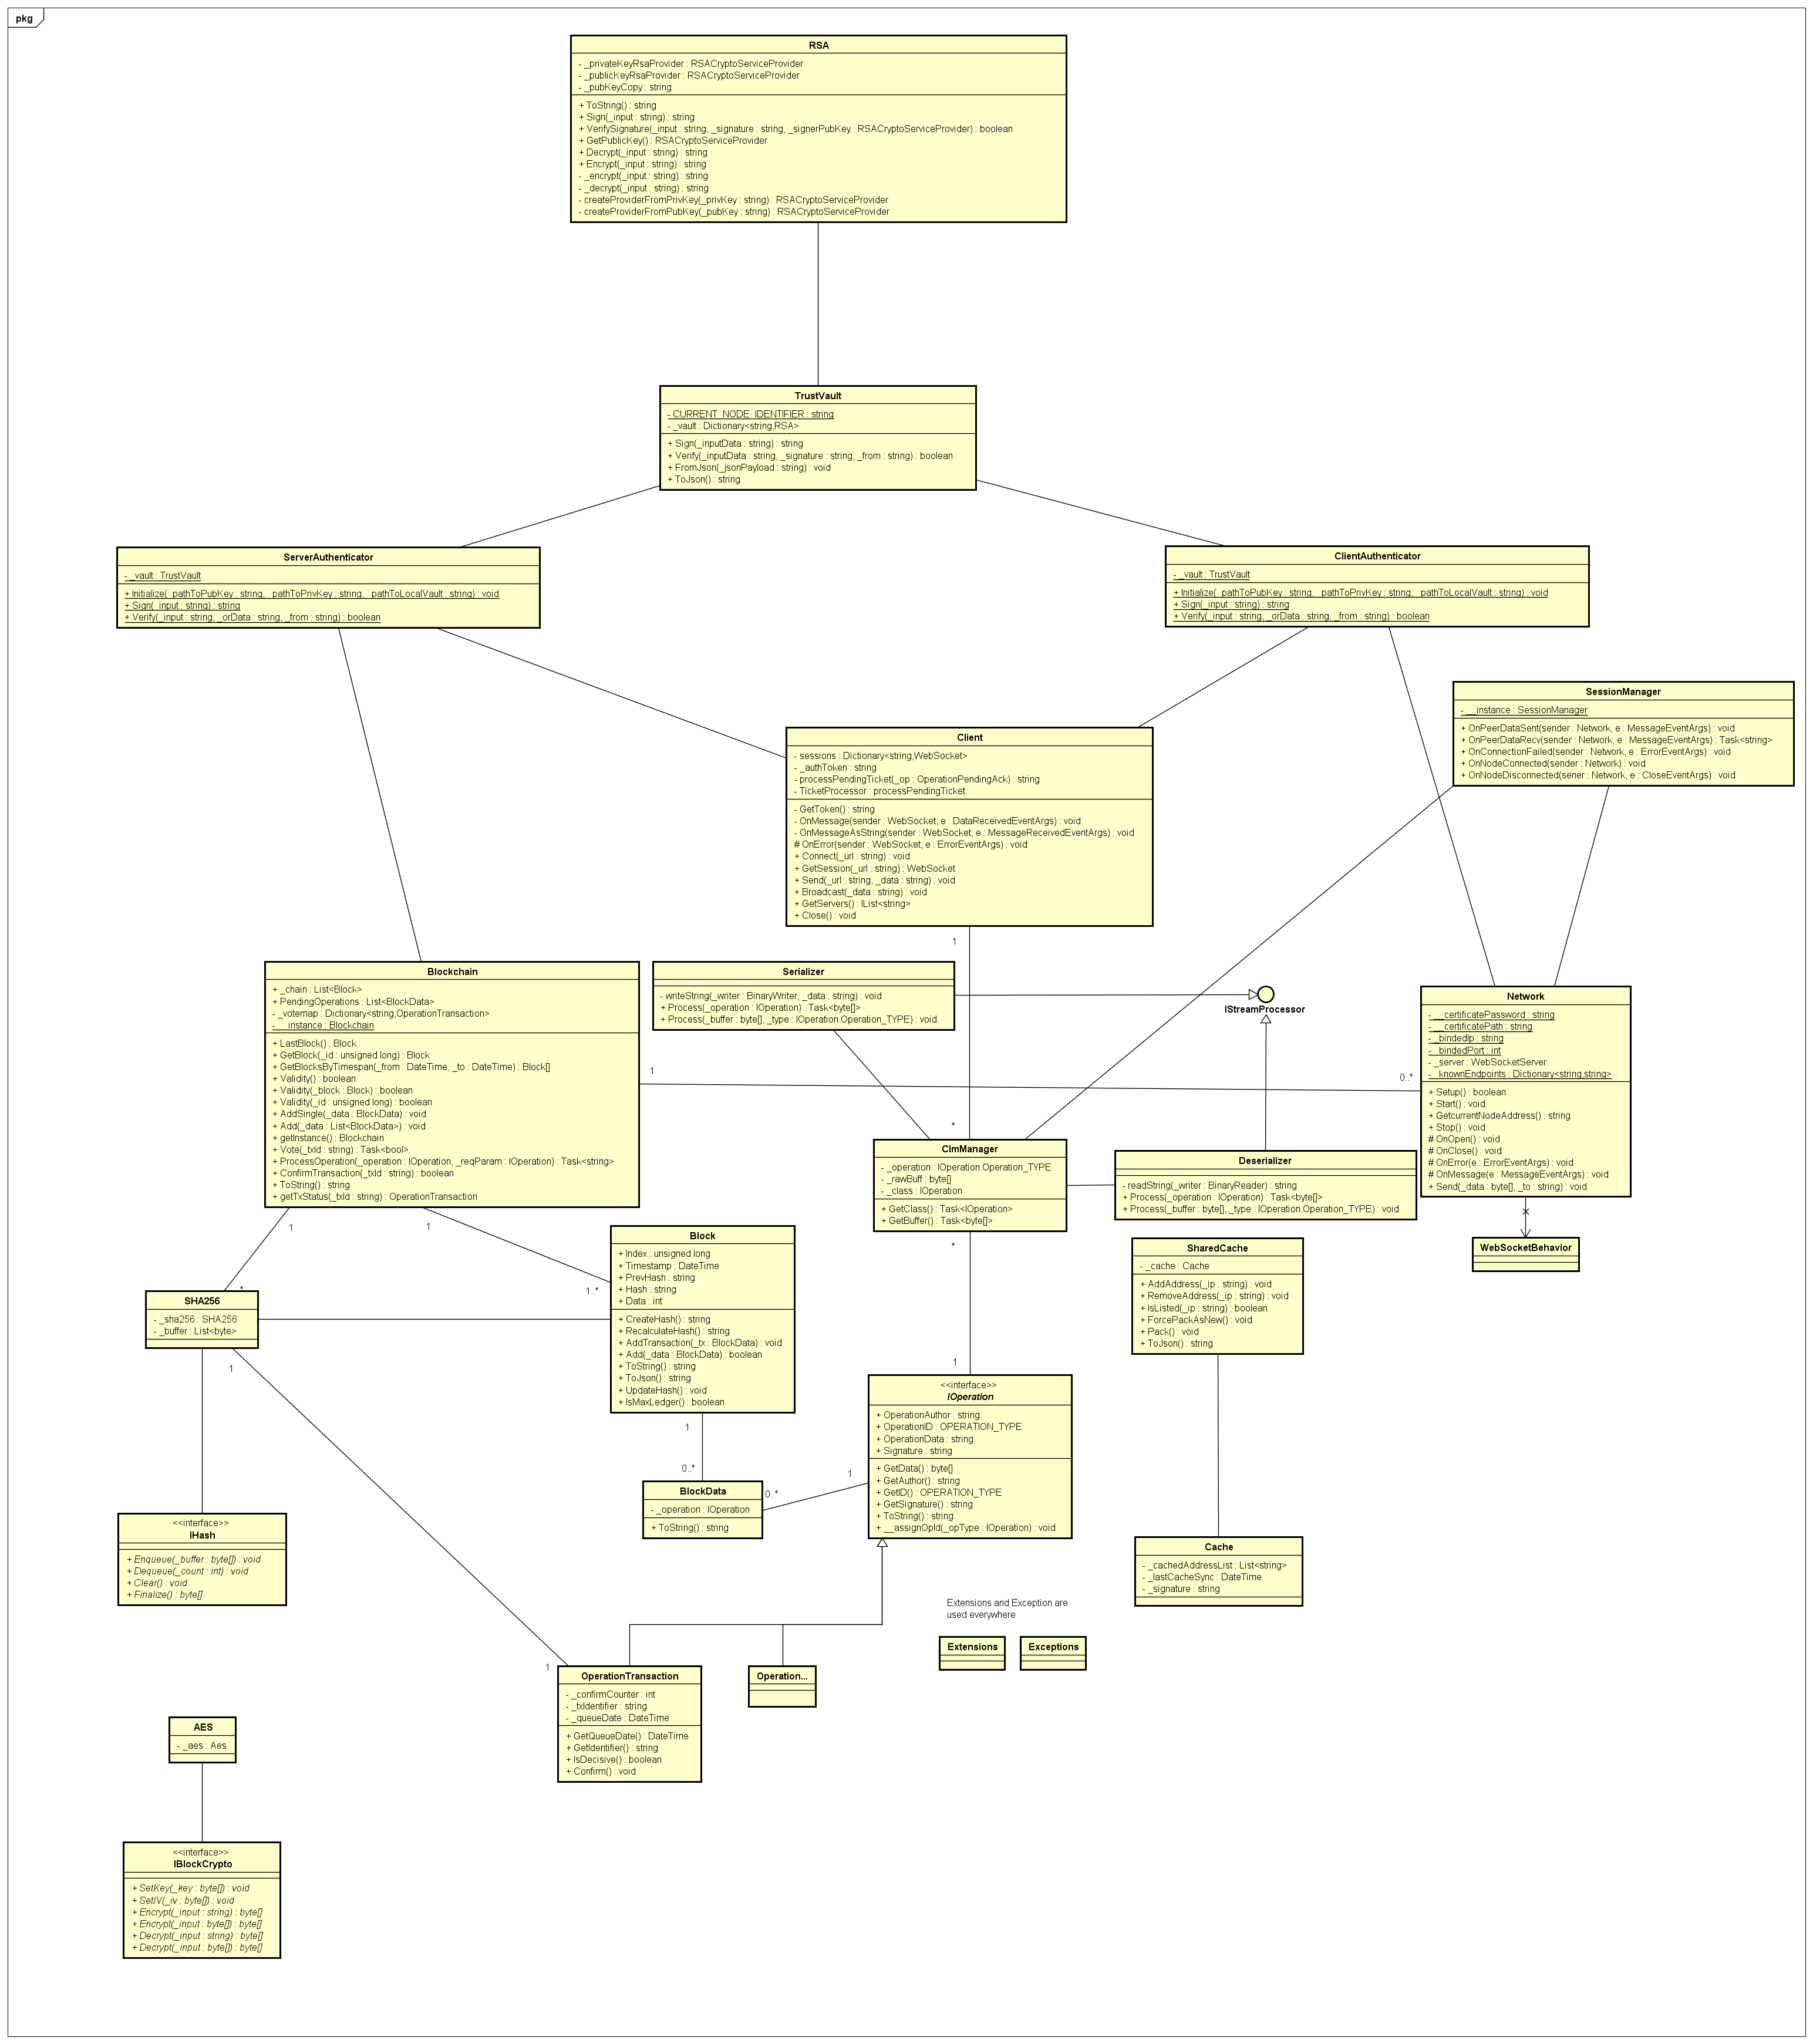 pkg
RSA
- _privateKeyRsaProvider : RSACryptoServiceProvider
- _publicKeyRsaProvider : RSACryptoServiceProvider
- _pubKeyCopy : string
+ ToString() : string
+ Sign(_input : string) : string
+ VerifySignature(_input : string, _signature : string, _signerPubKey : RSACryptoServiceProvider) : boolean
+ GetPublicKey() : RSACryptoServiceProvider
+ Decrypt(_input : string) : string
+ Encrypt(_input : string) : string
- _encrypt(_input : string) : string
- _decrypt(_input : string) : string
- createProviderFromPrivKey(_privKey : string) : RSACryptoServiceProvider
- createProviderFromPubKey(_pubKey : string) : RSACryptoServiceProvider
TrustVault
- CURRENT_NODE_IDENTIFIER : string
- _vault : Dictionary<string,RSA>
+ Sign(_inputData : string) : string
+ Verify(_inputData : string, _signature : string, _from : string) : boolean
+ FromJson(_jsonPayload : string) : void
+ ToJson() : string
ServerAuthenticator
- _vault : TrustVault
+ Initialize(_pathToPubKey : string, _pathToPrivKey : string, _pathToLocalVault : string) : void
+ Sign(_input : string) : string
+ Verify(_input : string, _orData : string, _from : string) : boolean
ClientAuthenticator
- _vault : TrustVault
+ Initialize(_pathToPubKey : string, _pathToPrivKey : string, _pathToLocalVault : string) : void
+ Sign(_input : string) : string
+ Verify(_input : string, _orData : string, _from : string) : boolean
SessionManager
- __instance : SessionManager
+ OnPeerDataSent(sender : Network, e : MessageEventArgs) : void
+ OnPeerDataRecv(sender : Network, e : MessageEventArgs) : Task<string>
+ OnConnectionFailed(sender : Network, e : ErrorEventArgs) : void
+ OnNodeConnected(sender : Network) : void
+ OnNodeDisconnected(sener : Network, e : CloseEventArgs) : void
Client
- sessions : Dictionary<string,WebSocket>
- _authToken : string
- processPendingTicket(_op : OperationPendingAck) : string
- TicketProcessor : processPendingTicket
- GetToken() : string
- OnMessage(sender : WebSocket, e : DataReceivedEventArgs) : void
- OnMessageAsString(sender : WebSocket, e : MessageReceivedEventArgs) : void
# OnError(sender : WebSocket, e : ErrorEventArgs) : void
+ Connect(_url : string) : void
+ GetSession(_url : string) : WebSocket
+ Send(_url : string, _data : string) : void
+ Broadcast(_data : string) : void
+ GetServers() : IList<string>
+ Close() : void
1
Blockchain
+ _chain : List<Block>
+ PendingOperations : List<BlockData>
- _votemap : Dictionary<string,OperationTransaction>
- __instance : Blockchain
+ LastBlock() : Block
+ GetBlock(_id : unsigned long) : Block
+ GetBlocksByTimespan(_from : DateTime, _to : DateTime) : Block[]
+ Validity() : boolean
+ Validity(_block : Block) : boolean
+ Validity(_id : unsigned long) : boolean
+ AddSingle(_data : BlockData) : void
+ Add(_data : List<BlockData>) : void
+ getInstance() : Blockchain
+ Vote(_txId : string) : Task<bool>
+ ProcessOperation(_operation : IOperation, _reqParam : IOperation) : Task<string>
+ ConfirmTransaction(_txId : string) : boolean
+ ToString() : string
+ getTxStatus(_txId : string) : OperationTransaction
Serializer
- writeString(_writer : BinaryWriter, _data : string) : void
+ Process(_operation : IOperation) : Task<byte[]>
+ Process(_buffer : byte[], _type : IOperation.Operation_TYPE) : void
IStreamProcessor
Network
- __certificatePassword : string
- __certificatePath : string
- _bindedIp : string
- _bindedPort : int
- _server : WebSocketServer
- _knownEndpoints : Dictionary<string,string>
+ Setup() : boolean
+ Start() : void
+ GetcurrentNodeAddress() : string
+ Stop() : void
# OnOpen() : void
# OnClose() : void
# OnError(e : ErrorEventArgs) : void
# OnMessage(e : MessageEventArgs) : void
+ Send(_data : byte[], _to : string) : void
1
0..*
*
ClmManager
- _operation : IOperation.Operation_TYPE
- _rawBuff : byte[]
- _class : IOperation
+ GetClass() : Task<IOperation>
+ GetBuffer() : Task<byte[]>
Deserializer
- readString(_writer : BinaryReader) : string
+ Process(_operation : IOperation) : Task<byte[]>
+ Process(_buffer : byte[], _type : IOperation.Operation_TYPE) : void
WebSocketBehavior
1
1
*
1..*
Block
+ Index : unsigned long
+ Timestamp : DateTime
+ PrevHash : string
+ Hash : string
+ Data : int
+ CreateHash() : string
+ RecalculateHash() : string
+ AddTransaction(_tx : BlockData) : void
+ Add(_data : BlockData) : boolean
+ ToString() : string
+ ToJson() : string
+ UpdateHash() : void
+ IsMaxLedger() : boolean
SharedCache
- _cache : Cache
+ AddAddress(_ip : string) : void
+ RemoveAddress(_ip : string) : void
+ IsListed(_ip : string) : boolean
+ ForcePackAsNew() : void
+ Pack() : void
+ ToJson() : string
SHA256
- _sha256 : SHA256
- _buffer : List<byte>
1
*
1
<<interface>>
IOperation
+ OperationAuthor : string
+ OperationID : OPERATION_TYPE
+ OperationData : string
+ Signature : string
+ GetData() : byte[]
+ GetAuthor() : string
+ GetID() : OPERATION_TYPE
+ GetSignature() : string
+ ToString() : string
+ __assignOpId(_opType : IOperation) : void
1
0..*
1
0..*
BlockData
- _operation : IOperation
+ ToString() : string
<<interface>>
IHash
+ Enqueue(_buffer : byte[]) : void
+ Dequeue(_count : int) : void
+ Clear() : void
+ Finalize() : byte[]
Cache
- _cachedAddressList : List<string>
- _lastCacheSync : DateTime
- _signature : string
Extensions and Exception are
used everywhere
Extensions
Exceptions
1
OperationTransaction
- _confirmCounter : int
- _txIdentifier : string
- _queueDate : DateTime
+ GetQueueDate() : DateTime
+ GetIdentifier() : string
+ IsDecisive() : boolean
+ Confirm() : void
Operation...
AES
- _aes : Aes
<<interface>>
IBlockCrypto
+ SetKey(_key : byte[]) : void
+ SetIV(_iv : byte[]) : void
+ Encrypt(_input : string) : byte[]
+ Encrypt(_input : byte[]) : byte[]
+ Decrypt(_input : string) : byte[]
+ Decrypt(_input : byte[]) : byte[]